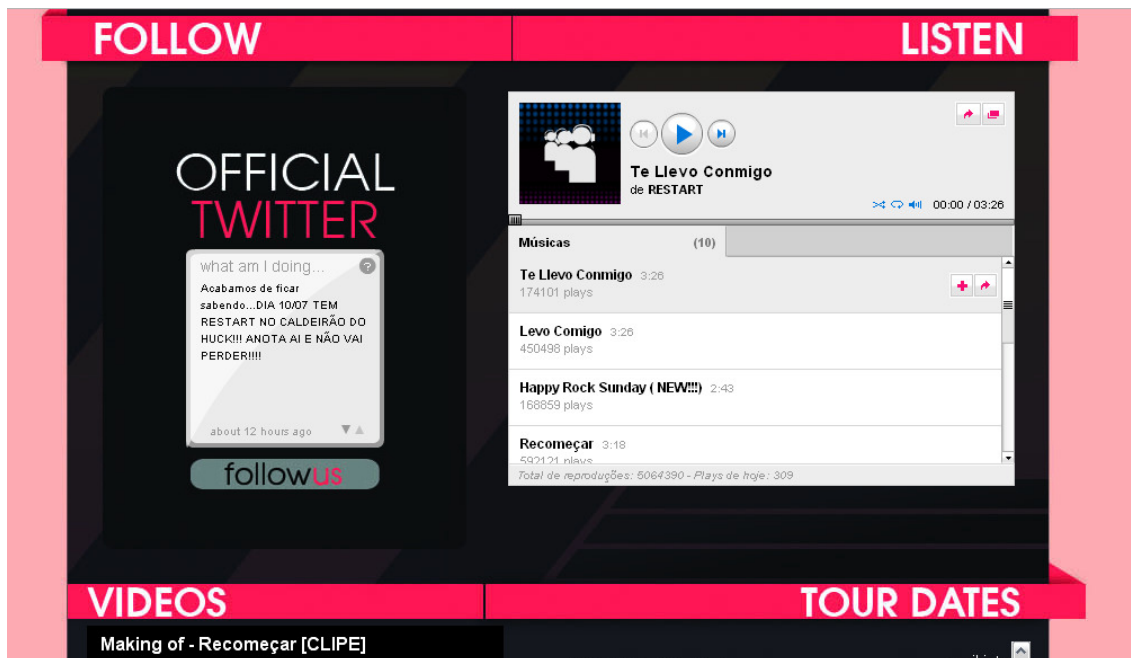 FOLLOW
LISTEN
OFFICIAL
TWITTER
what am I doing...
?
Acabamos de ficar
sabendo...DIA 10/07 TEM
RESTART NO CALDEIRÃO DO
HUCK!!! ANOTA AI E NÃO VAI
PERDER!!!!
about 12 hours ago
followus
Te Llevo Conmigo
de RESTART
00:00 / 03:26
Músicas (10)
Te Llevo Conmigo 3:26
174101 plays
Levo Comigo 3:26
450498 plays
Happy Rock Sunday ( NEW!!!) 2:43
168859 plays
Recomeçar 3:18
592121 plays
Total de reproduções: 5064390 - Plays de hoje: 309
VIDEOS
TOUR DATES
Making of - Recomeçar [CLIPE]